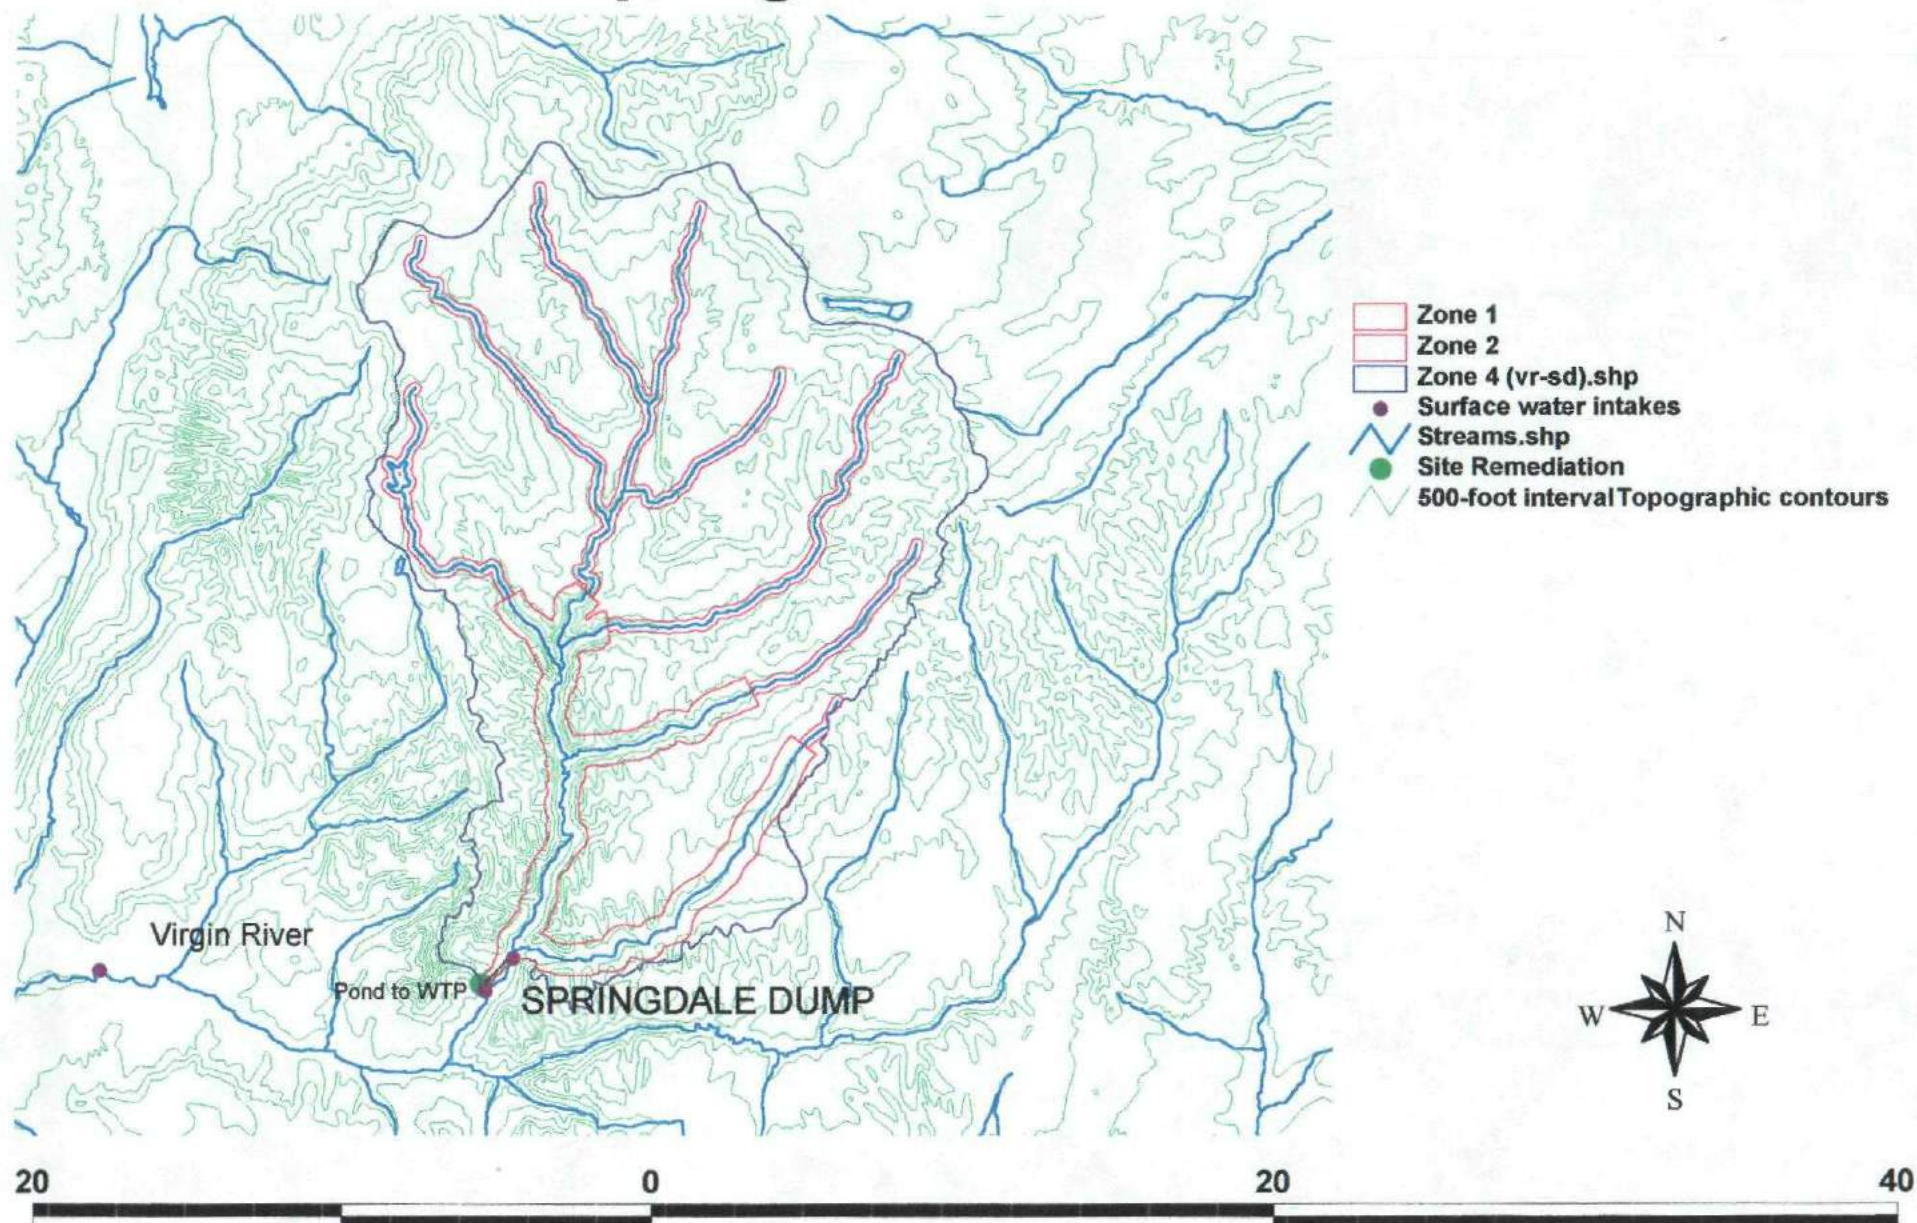 Zone 1
Zone 2
Zone 4 (vr-sd).shp
Surface water intakes
Streams.shp
Site Remediation
500-foot interval Topographic contours
Virgin River
Pond to WTP
SPRINGDALE DUMP
N
W
E
S
20
0
20
40